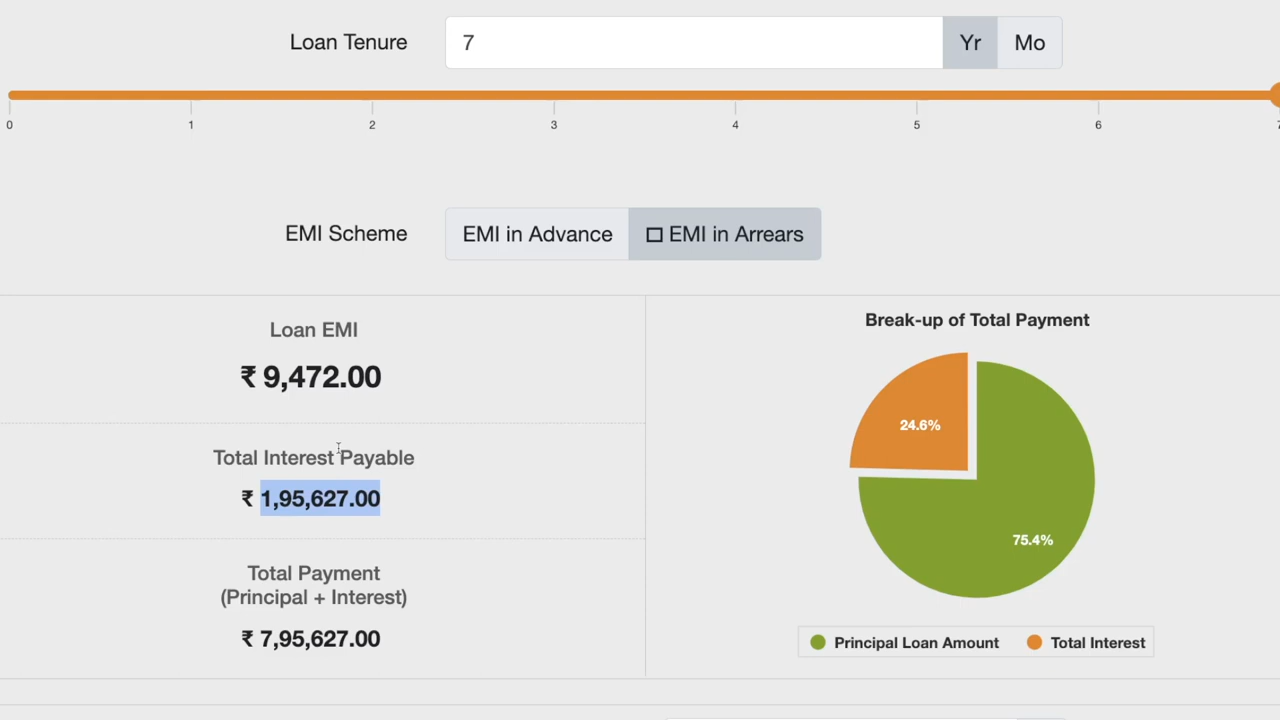 Loan Tenure
7
Yr
Mo
0 1 2 3 4 5 6
EMI Scheme
EMI in Advance
EMI in Arrears
Loan EMI
₹ 9,472.00
Total Interest Payable
₹ 1,95,627.00
Total Payment
(Principal + Interest)
₹ 7,95,627.00
Break-up of Total Payment
24.6%
75.4%
Principal Loan Amount
Total Interest